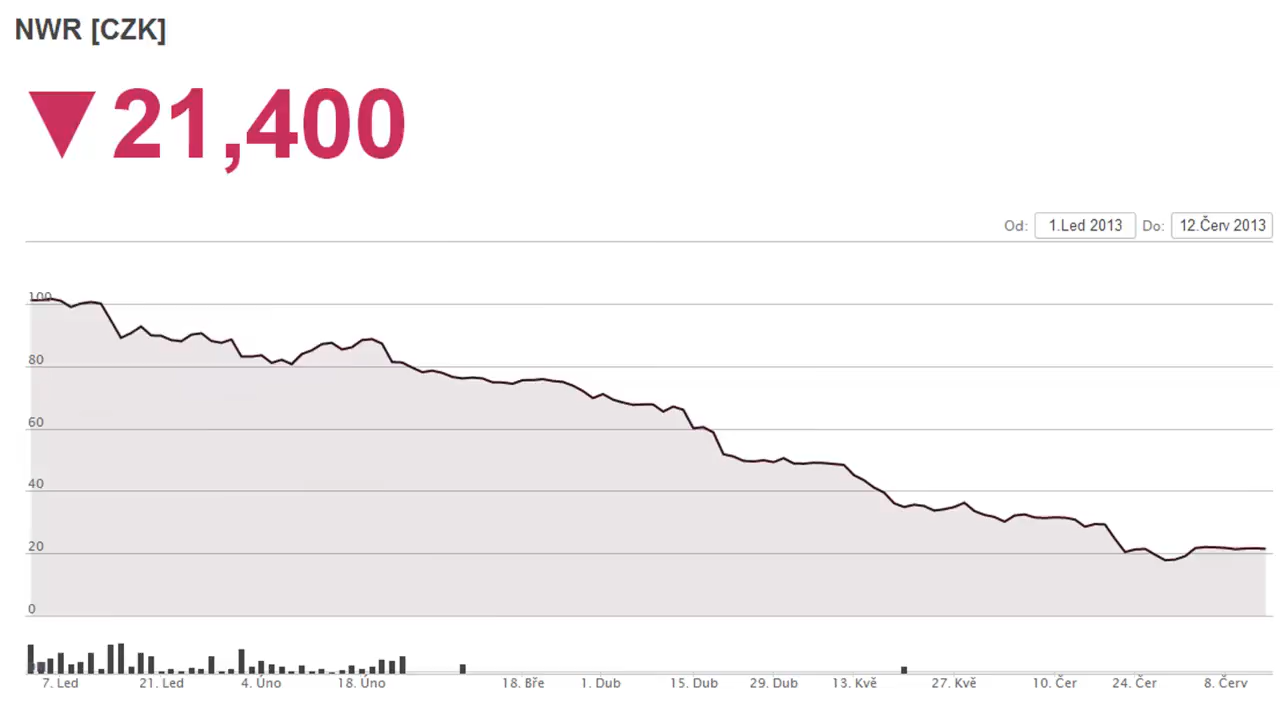 NWR [CZK]
▼21,400
Od: 1.Led 2013 Do: 12.Červ 2013
100
80
60
40
20
0
7. Led 21. Led 4. Úno 18. Úno 18. Bře 1. Dub 15. Dub 29. Dub 13. Kvě 27. Kvě 10. Čer 24. Čer 8. Červ